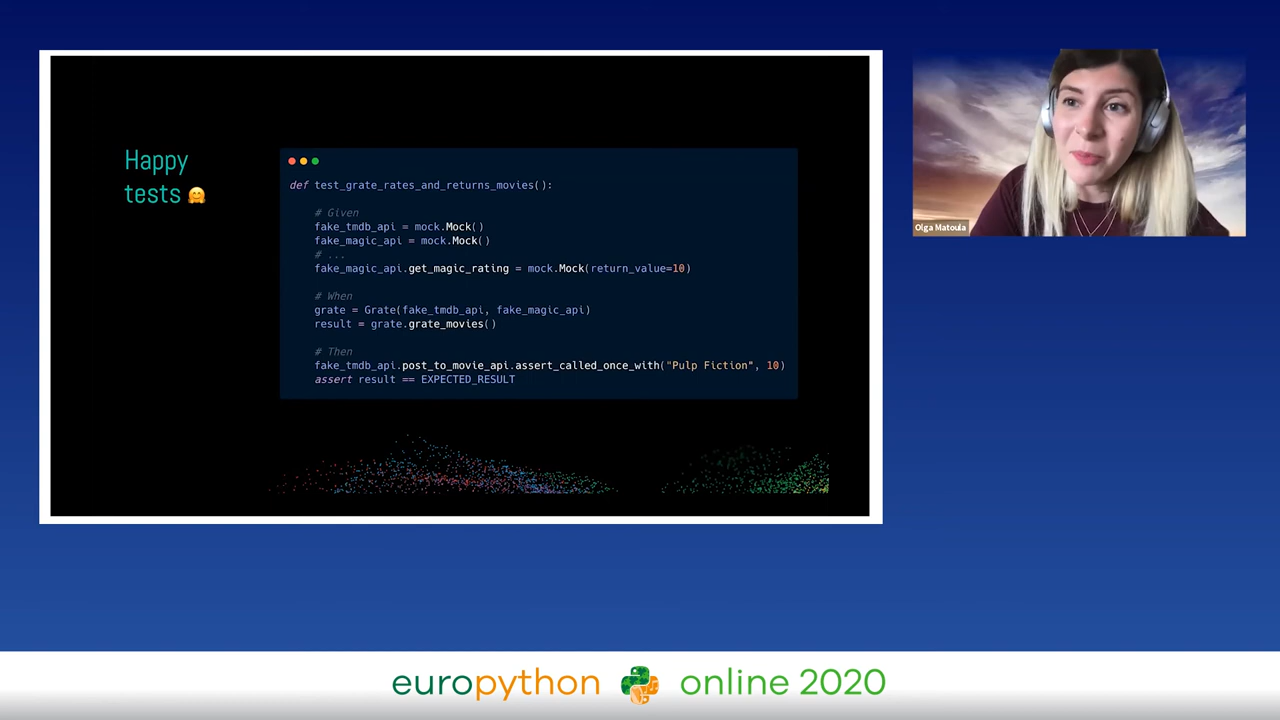 Happy
tests 🤗
def test_grate_rates_and_returns_movies():
# Given
fake_tmdb_api = mock.Mock()
fake_magic_api = mock.Mock()
# ...
fake_magic_api.get_magic_rating = mock.Mock(return_value=10)
# When
grate = Grate(fake_tmdb_api, fake_magic_api)
result = grate.grate_movies()
# Then
fake_tmdb_api.post_to_movie_api.assert_called_once_with("Pulp Fiction", 10)
assert result == EXPECTED_RESULT
Olga Matoula
europython online 2020